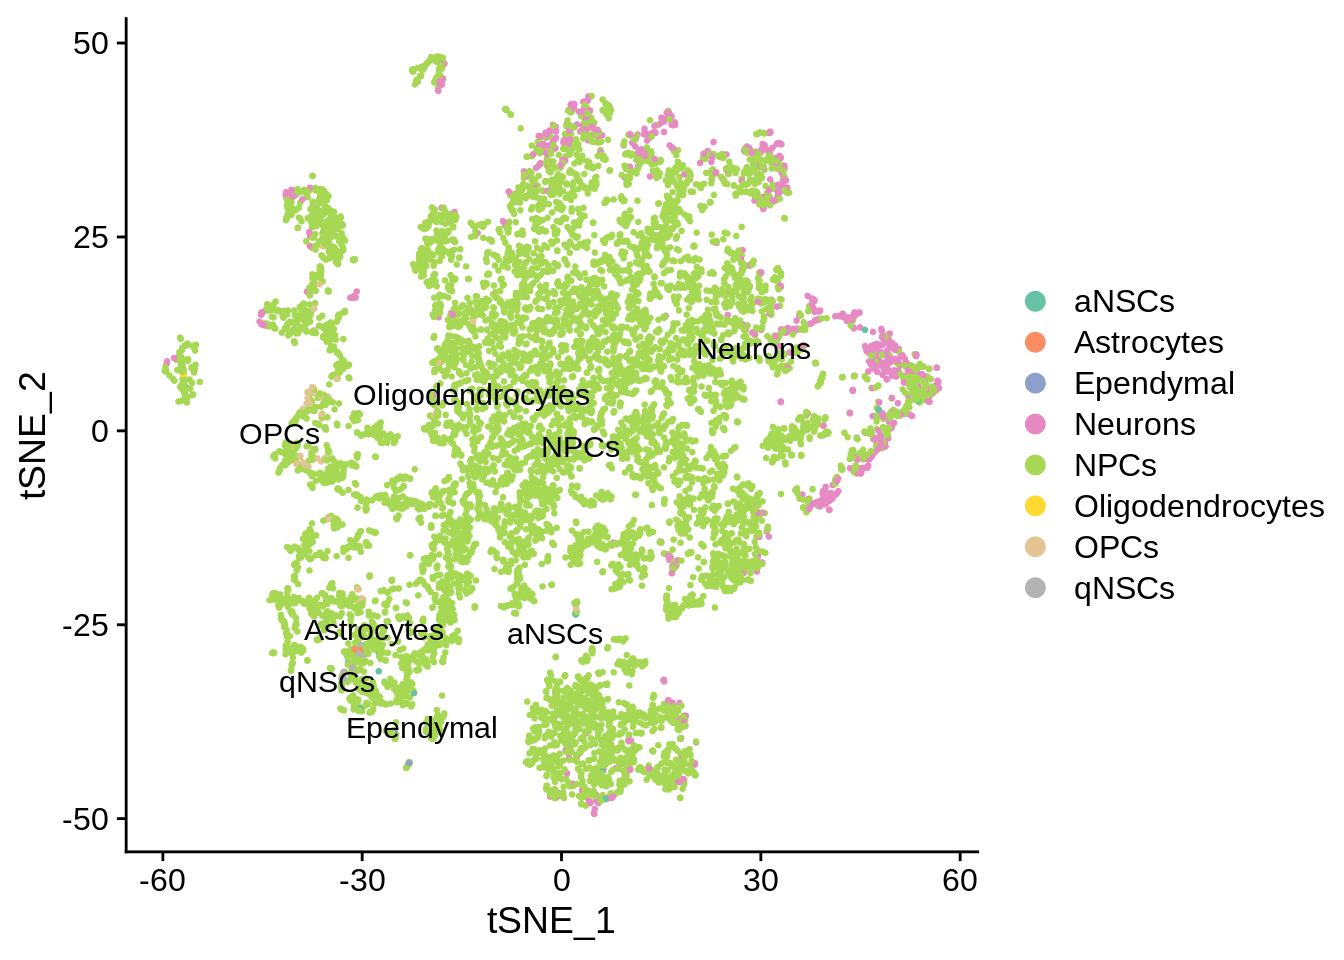 50
25
0
-25
-50
tSNE_2
Neurons
Oligodendrocytes
OPCs
NPCs
Astrocytes
aNSCs
qNSCs
Ependymal
-60
-30
0
30
60
tSNE_1
aNSCs
Astrocytes
Ependymal
Neurons
NPCs
Oligodendrocytes
OPCs
qNSCs